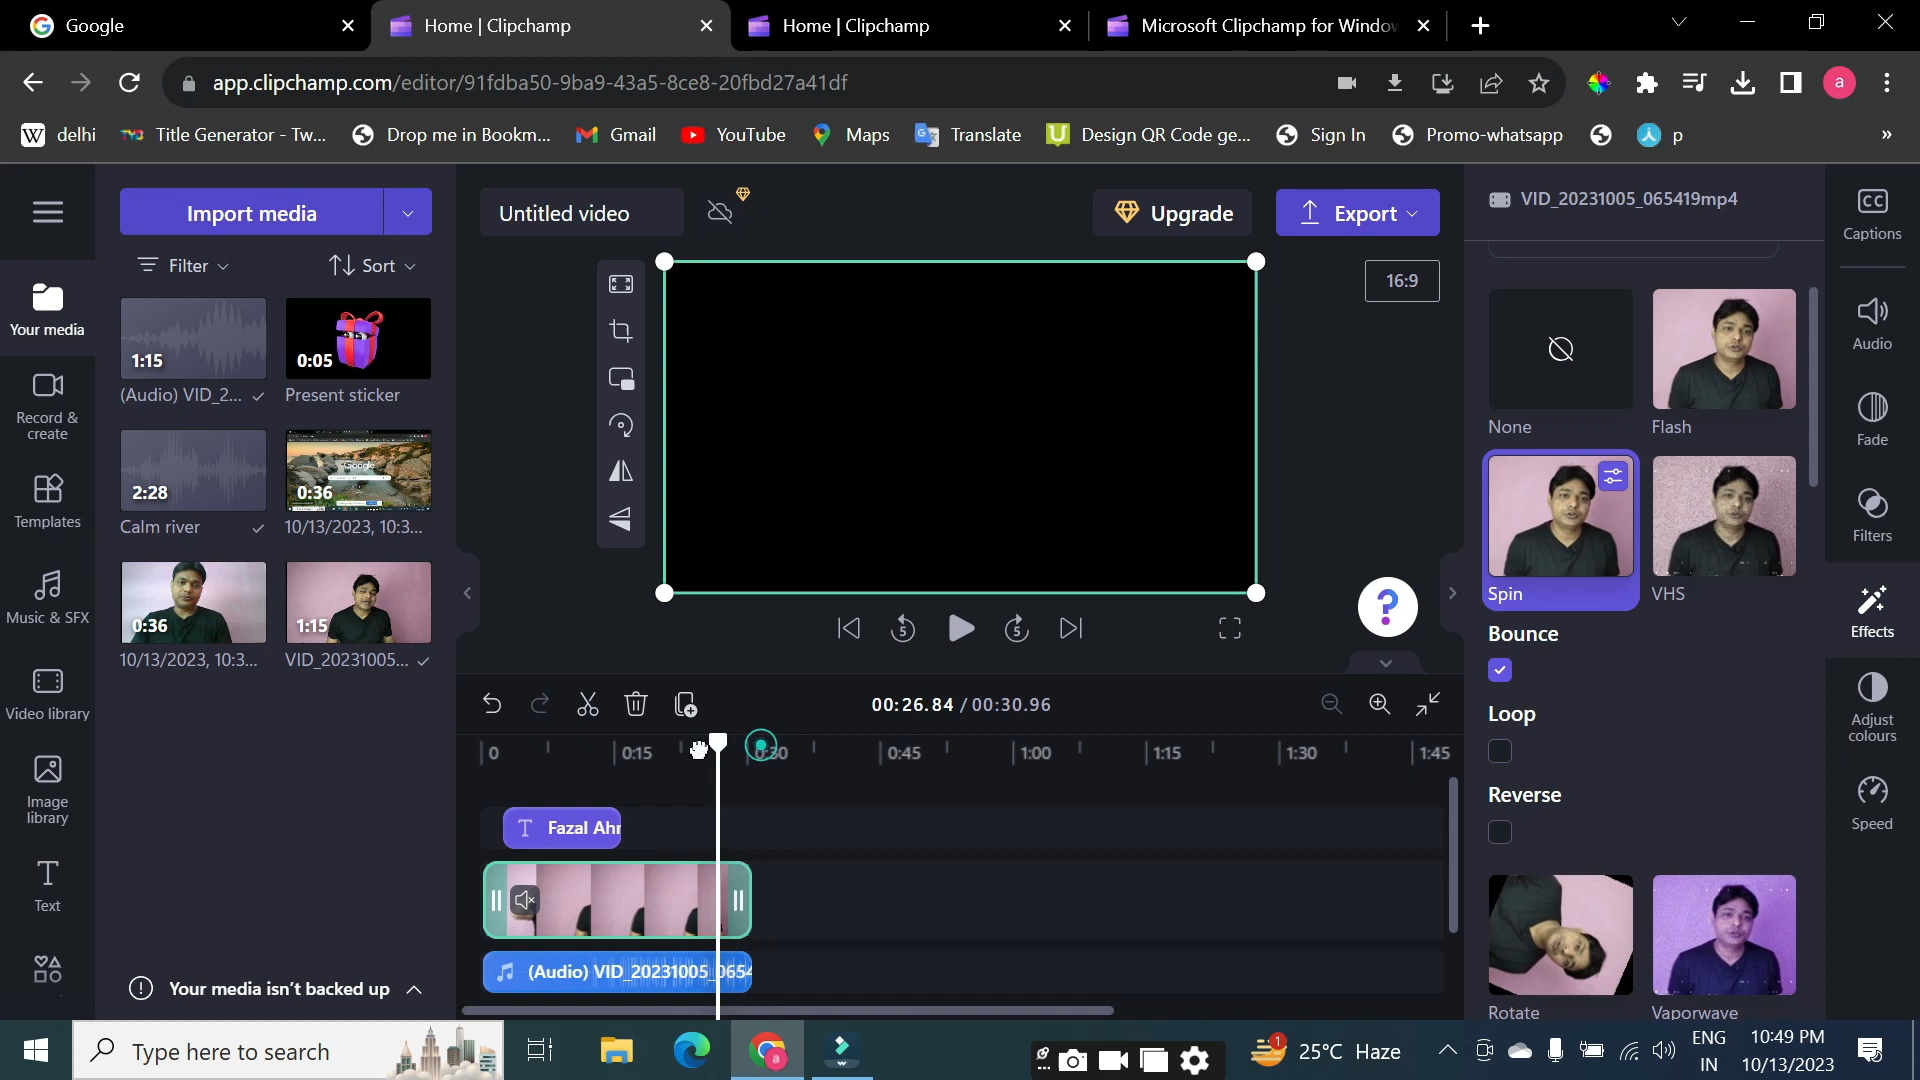 Google
Home | Clipchamp
Home | Clipchamp
Microsoft Clipchamp for Windov
app.clipchamp.com/editor/91fdba50-9ba9-43a5-8ce8-20fbd27a41df
a
delhi
Title Generator - Tw...
Drop me in Bookm...
Gmail
YouTube
Maps
Translate
Design QR Code ge...
Sign In
Promo-whatsapp
p
»
Import media
Filter
Sort
Your media
Record & create
Templates
Music & SFX
Video library
Image library
Text
1:15
(Audio) VID_2...
0:05
Present sticker
2:28
Calm river
0:36
10/13/2023, 10:3...
0:36
10/13/2023, 10:3...
1:15
VID_20231005...
Your media isn't backed up
Untitled video
Upgrade
Export
16:9
?
00:26.84 / 00:30.96
0
0:15
0:30
0:45
1:00
1:15
1:30
1:45
T Fazal Ahr
(Audio) VID_20231005_0654
VID_20231005_065419mp4
None
Flash
Spin
VHS
Bounce
Loop
Reverse
Rotate
Vaporwave
CC
Captions
Audio
Fade
Filters
Effects
Adjust colours
Speed
Type here to search
1
25°C Haze
ENG
IN
10:49 PM
10/13/2023